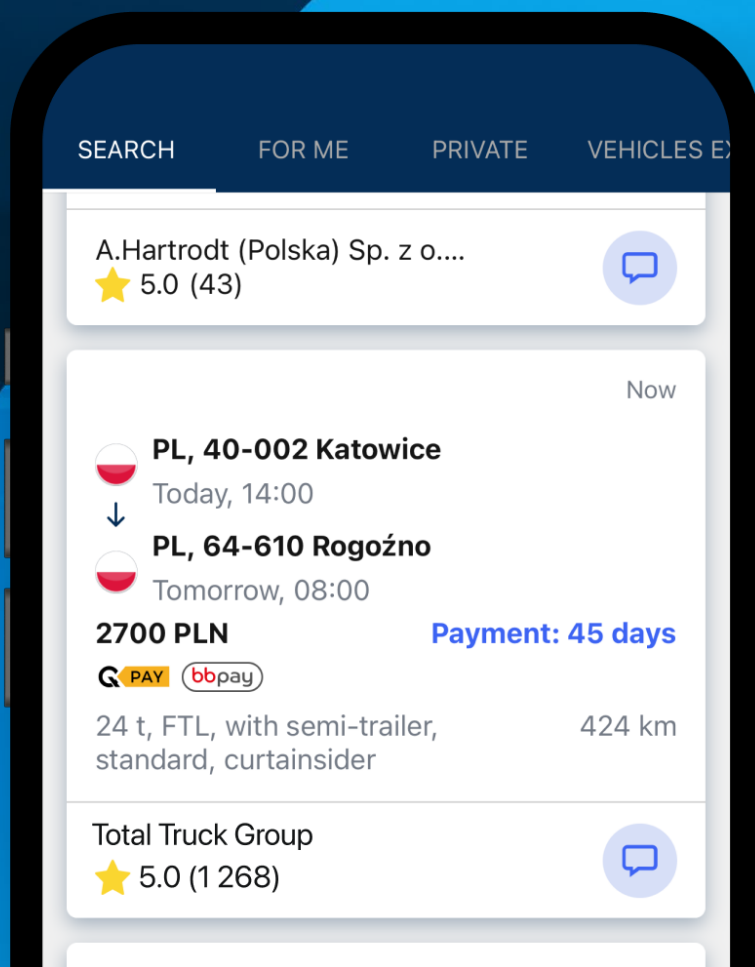 SEARCH FOR ME PRIVATE VEHICLES EX
A.Hartrodt (Polska) Sp. z o....
5.0 (43)
Now
PL, 40-002 Katowice
Today, 14:00
PL, 64-610 Rogoźno
Tomorrow, 08:00
2700 PLN Payment: 45 days
PAY bbpay
24 t, FTL, with semi-trailer, 424 km
standard, curtainsider
Total Truck Group
5.0 (1 268)